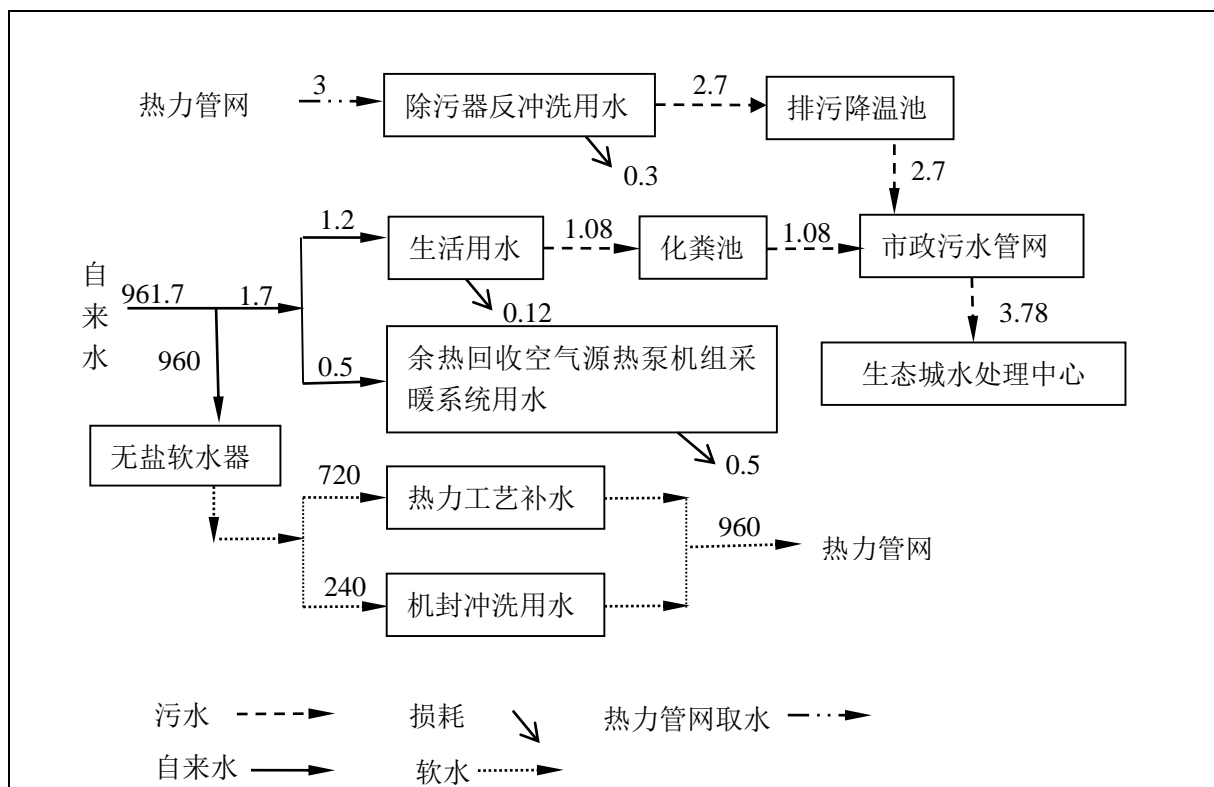 热力管网
3
除污器反冲洗用水
2.7
排污降温池
0.3
2.7
1.2
生活用水
1.08
化粪池
1.08
市政污水管网
自来水
961.7
1.7
0.12
3.78
960
0.5
余热回收空气源热泵机组采
暖系统用水
生态城水处理中心
无盐软水器
0.5
720
热力工艺补水
960
热力管网
240
机封冲洗用水
污水
损耗
热力管网取水
自来水
软水